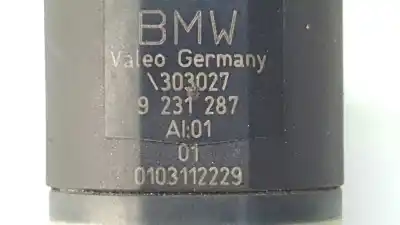 BMW
Valeo Germany
\303027
9 231 287
AI:01
01
0103112229